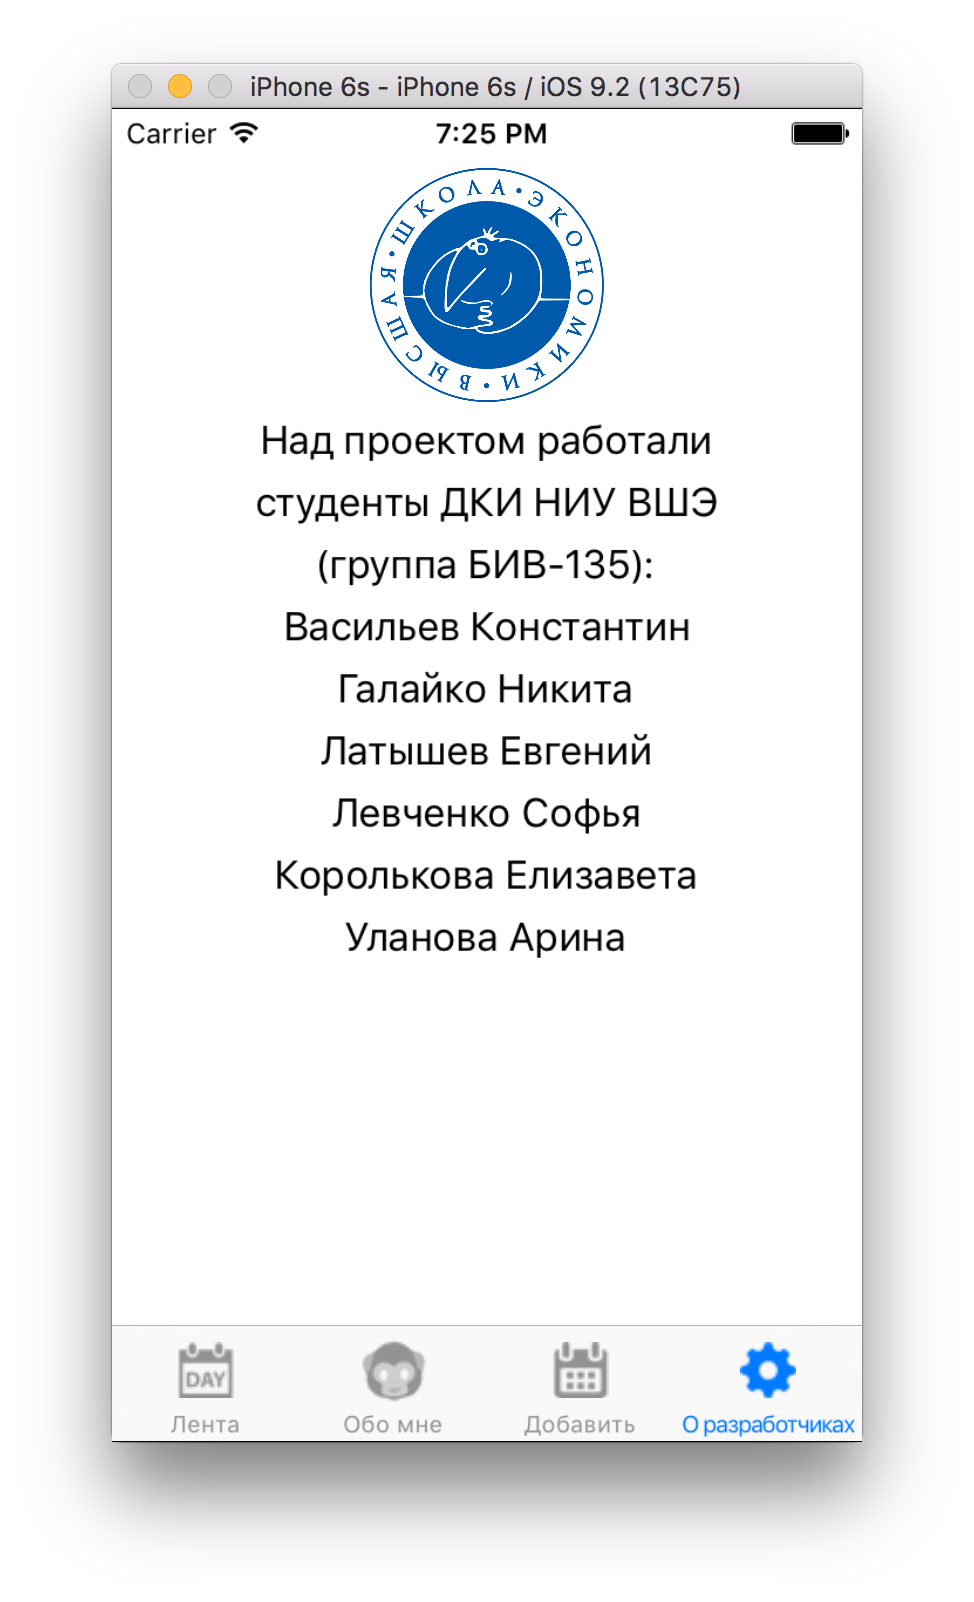 iPhone 6s - iPhone 6s / iOS 9.2 (13C75)
Carrier 7:25 PM
ВЫСШАЯ • ШКОЛА • ЭКОНОМИКИ •
Над проектом работали
студенты ДКИ НИУ ВШЭ
(группа БИВ-135):
Васильев Константин
Галайко Никита
Латышев Евгений
Левченко Софья
Королькова Елизавета
Уланова Арина
DAY
Лента Обо мне Добавить О разработчиках